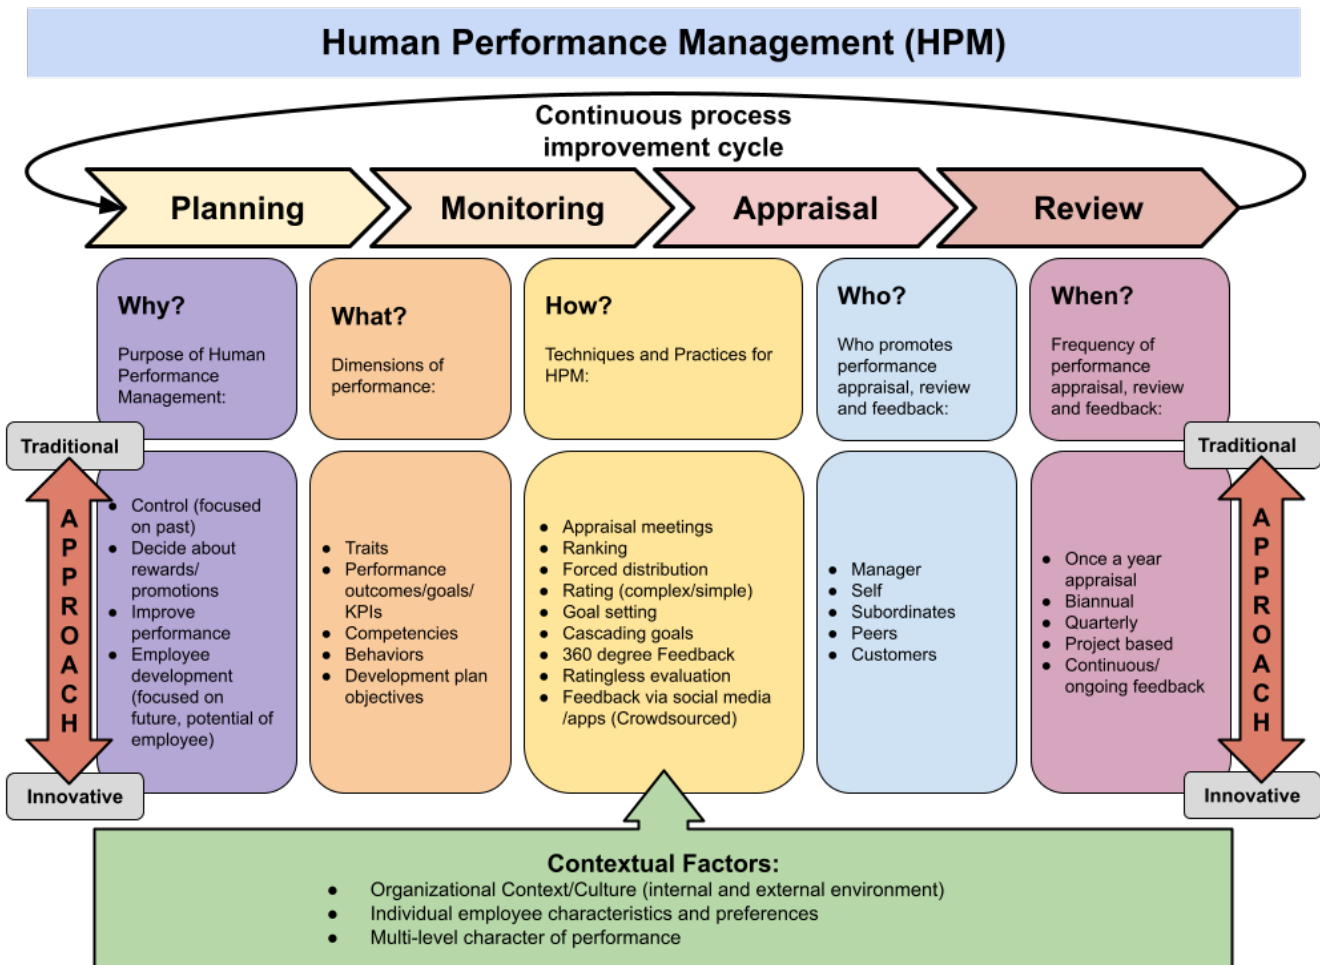 Human Performance Management (HPM)
Continuous process
improvement cycle
Planning
Monitoring
Appraisal
Review
Why?
Purpose of Human
Performance
Management:
What?
Dimensions of
performance:
How?
Techniques and Practices for
HPM:
Who?
Who promotes
performance
appraisal, review
and feedback:
When?
Frequency of
performance
appraisal, review
and feedback:
Traditional
APPROACH
Innovative
● Control (focused
on past)
● Decide about
rewards/
promotions
● Improve
performance
● Employee
development
(focused on
future, potential of
employee)
● Traits
● Performance
outcomes/goals/
KPIs
● Competencies
● Behaviors
● Development plan
objectives
● Appraisal meetings
● Ranking
● Forced distribution
● Rating (complex/simple)
● Goal setting
● Cascading goals
● 360 degree Feedback
● Ratingless evaluation
● Feedback via social media
/apps (Crowdsourced)
● Manager
● Self
● Subordinates
● Peers
● Customers
● Once a year
appraisal
● Biannual
● Quarterly
● Project based
● Continuous/
ongoing feedback
Traditional
APPROACH
Innovative
Contextual Factors:
● Organizational Context/Culture (internal and external environment)
● Individual employee characteristics and preferences
● Multi-level character of performance